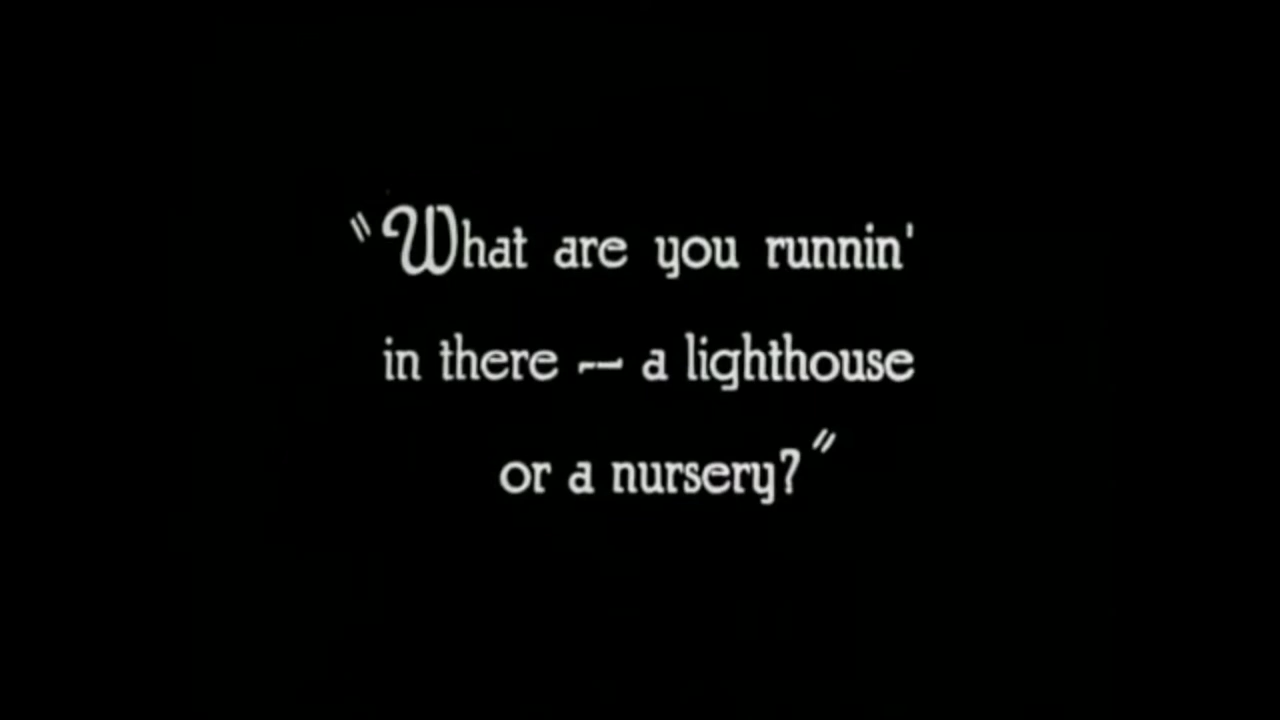 "What are you runnin'
in there -- a lighthouse
or a nursery?"